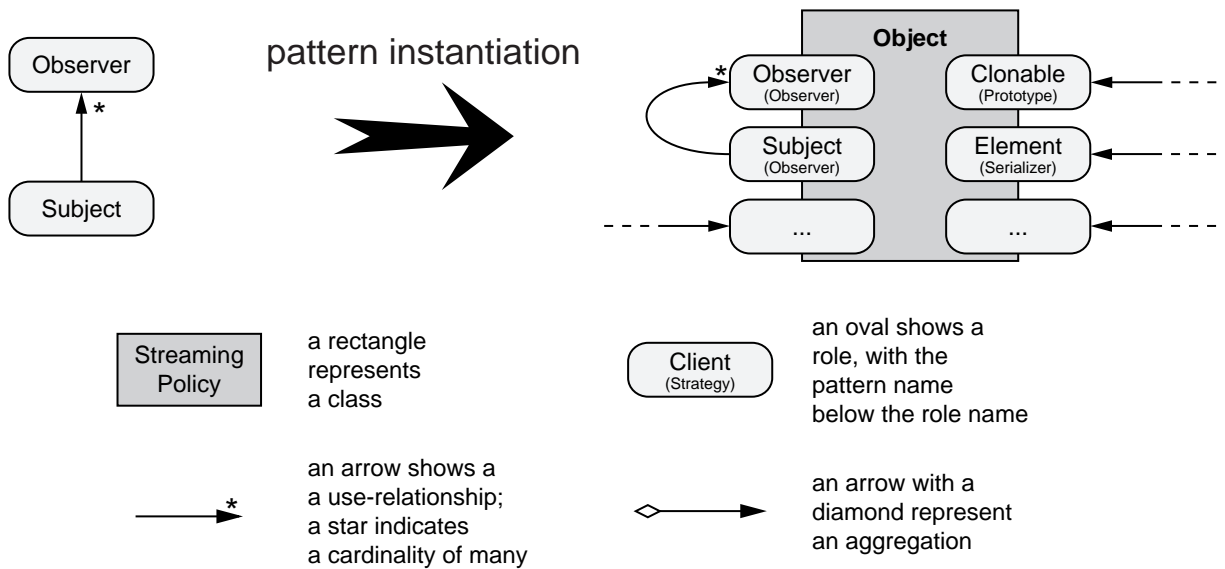 Observer
*
Subject
pattern instantiation
Object
*
Observer
(Observer)
Clonable
(Prototype)
Subject
(Observer)
Element
(Serializer)
...
...
Streaming
Policy
a rectangle
represents
a class
Client
(Strategy)
an oval shows a
role, with the
pattern name
below the role name
*
an arrow shows a
a use-relationship;
a star indicates
a cardinality of many
an arrow with a
diamond represent
an aggregation